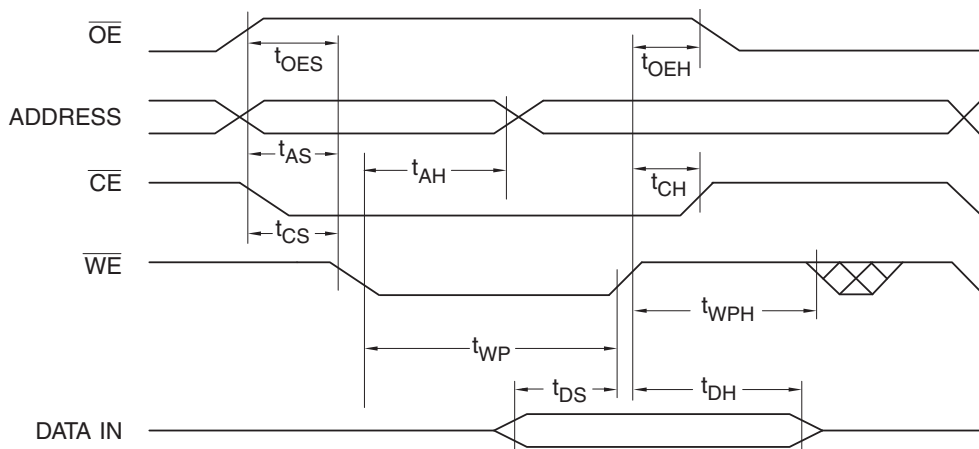 OE
tOES
tOEH
ADDRESS
tAS
tAH
CE
tCH
tCS
WE
tWPH
tWP
tDS
tDH
DATA IN